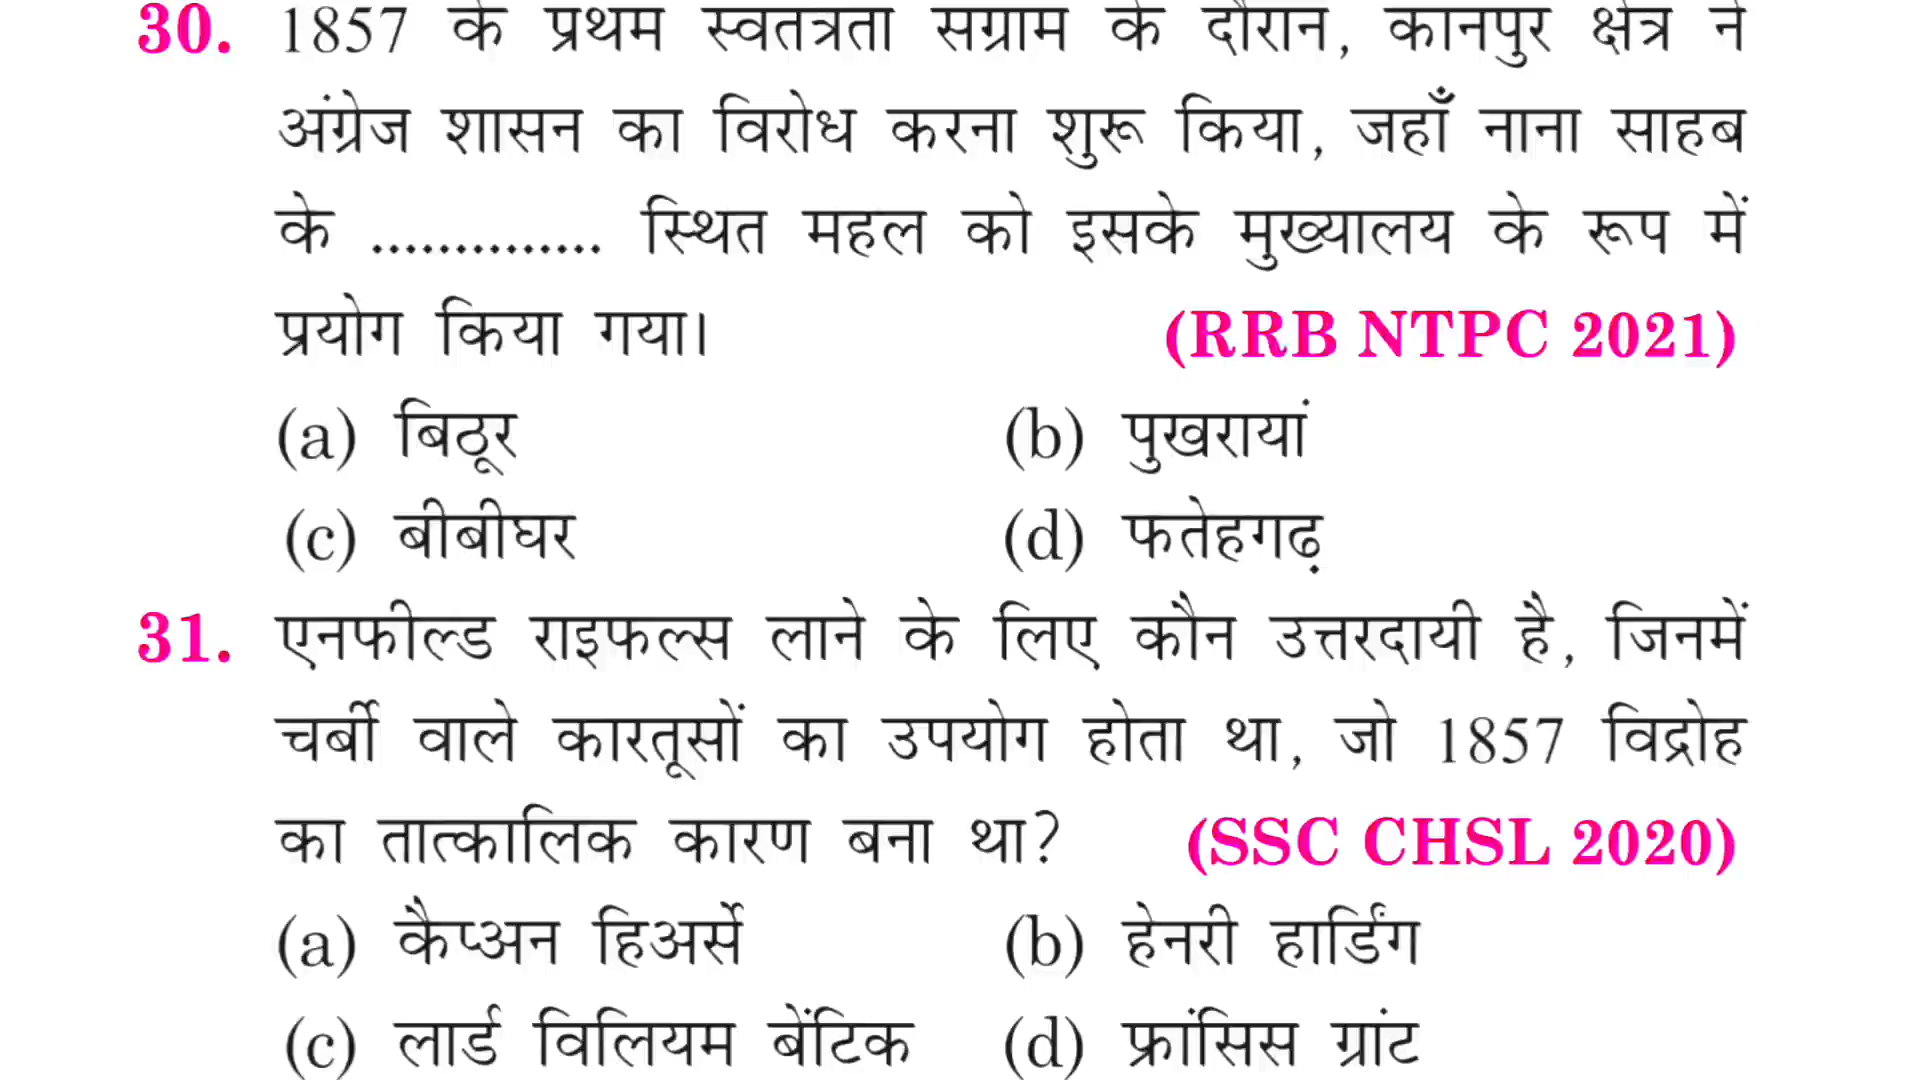 30. 1857 के प्रथम स्वतंत्रता संग्राम के दौरान, कानपुर क्षेत्र ने
अंग्रेज शासन का विरोध करना शुरू किया, जहाँ नाना साहब
के .............. स्थित महल को इसके मुख्यालय के रूप में
प्रयोग किया गया। (RRB NTPC 2021)
(a) बिठूर (b) पुखरायां
(c) बीबीघर (d) फतेहगढ़
31. एनफील्ड राइफल्स लाने के लिए कौन उत्तरदायी है, जिनमें
चर्बी वाले कारतूसों का उपयोग होता था, जो 1857 विद्रोह
का तात्कालिक कारण बना था? (SSC CHSL 2020)
(a) कैप्अन हिअर्से (b) हेनरी हार्डिंग
(c) लार्ड विलियम बेंटिक (d) फ्रांसिस ग्रांट